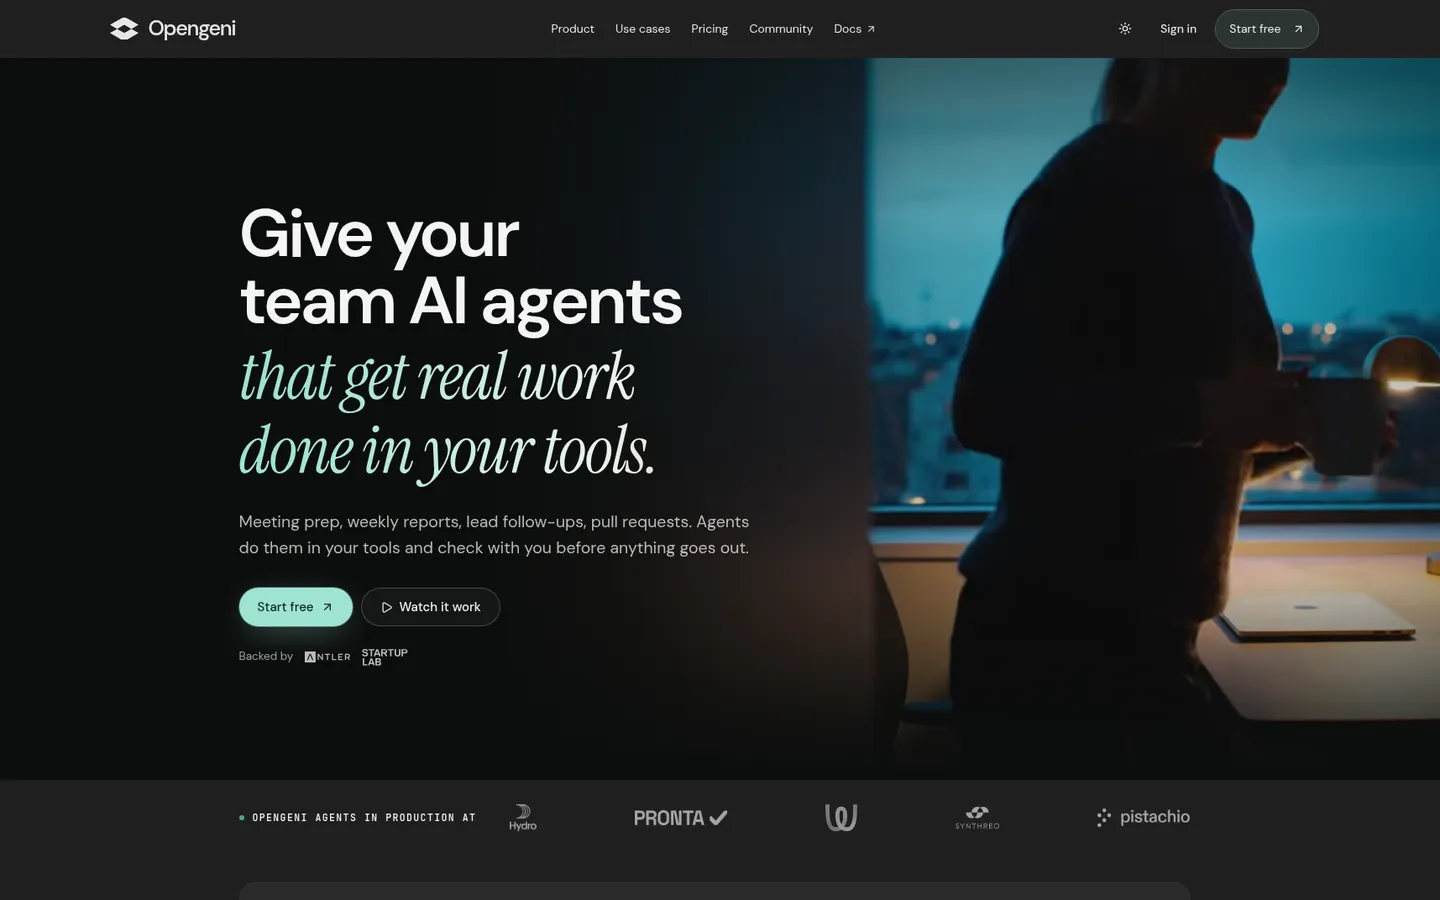 Opengeni
Product
Use cases
Pricing
Community
Docs
Sign in
Start free
Give your
team AI agents
that get real work
done in your tools.
Meeting prep, weekly reports, lead follow-ups, pull requests. Agents
do them in your tools and check with you before anything goes out.
Start free
Watch it work
Backed by
ANTLER
STARTUP
LAB
OPENGENI AGENTS IN PRODUCTION AT
Hydro
PRONTA
SYNTHREO
pistachio